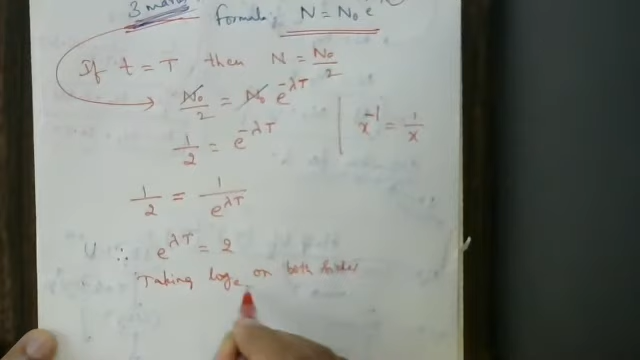 3 marks
formula N = N₀ e
If t = T then N = N₀/2
N₀/2 = N₀ e^-λT
1/2 = e^-λT x^-1 = 1/x
1/2 = 1/e^λT
∴ e^λT = 2
Taking logₑ on both sides